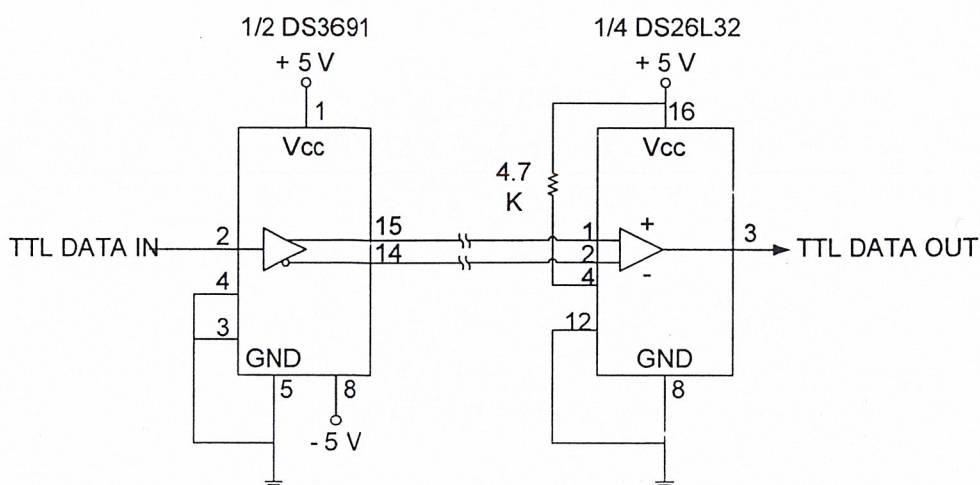 1/2 DS3691
+ 5 V
1
Vcc
TTL DATA IN
2
15
14
4
3
GND
5
8
- 5 V
1/4 DS26L32
+ 5 V
16
Vcc
4.7
K
1
+
2
-
4
3
TTL DATA OUT
12
GND
8